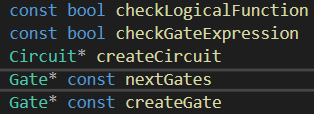 const bool checkLogicalFunction
const bool checkGateExpression
Circuit* createCircuit
Gate* const nextGates
Gate* const createGate